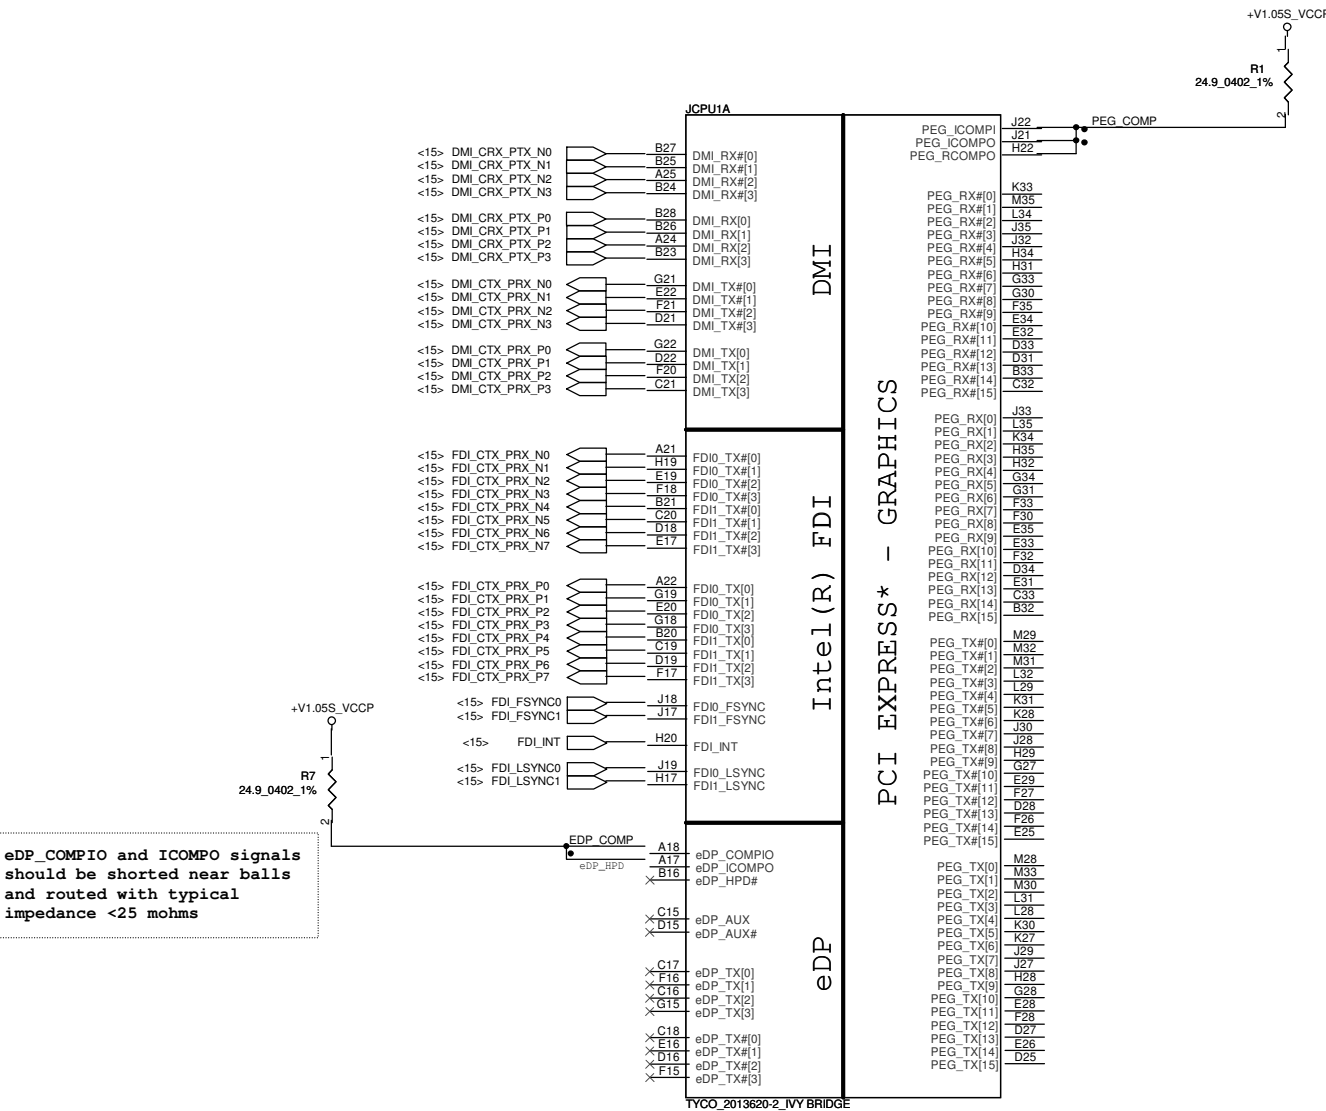 +V1.05S_VCCP
1
R1
24.9_0402_1%
2
JCPU1A
PEG_COMP
PEG_ICOMPI J22
PEG_ICOMPO J21
PEG_RCOMPO H22
<15> DMI_CRX_PTX_N0 B27 DMI_RX#[0]
<15> DMI_CRX_PTX_N1 B25 DMI_RX#[1]
<15> DMI_CRX_PTX_N2 A25 DMI_RX#[2]
<15> DMI_CRX_PTX_N3 B24 DMI_RX#[3]
<15> DMI_CRX_PTX_P0 B28 DMI_RX[0]
<15> DMI_CRX_PTX_P1 B26 DMI_RX[1]
<15> DMI_CRX_PTX_P2 A24 DMI_RX[2]
<15> DMI_CRX_PTX_P3 B23 DMI_RX[3]
<15> DMI_CTX_PRX_N0 G21 DMI_TX#[0]
<15> DMI_CTX_PRX_N1 E22 DMI_TX#[1]
<15> DMI_CTX_PRX_N2 F21 DMI_TX#[2]
<15> DMI_CTX_PRX_N3 D21 DMI_TX#[3]
<15> DMI_CTX_PRX_P0 G22 DMI_TX[0]
<15> DMI_CTX_PRX_P1 D22 DMI_TX[1]
<15> DMI_CTX_PRX_P2 F20 DMI_TX[2]
<15> DMI_CTX_PRX_P3 C21 DMI_TX[3]
DMI
<15> FDI_CTX_PRX_N0 A21 FDI0_TX#[0]
<15> FDI_CTX_PRX_N1 H19 FDI0_TX#[1]
<15> FDI_CTX_PRX_N2 E19 FDI0_TX#[2]
<15> FDI_CTX_PRX_N3 F18 FDI0_TX#[3]
<15> FDI_CTX_PRX_N4 B21 FDI1_TX#[0]
<15> FDI_CTX_PRX_N5 C20 FDI1_TX#[1]
<15> FDI_CTX_PRX_N6 D18 FDI1_TX#[2]
<15> FDI_CTX_PRX_N7 E17 FDI1_TX#[3]
<15> FDI_CTX_PRX_P0 A22 FDI0_TX[0]
<15> FDI_CTX_PRX_P1 G19 FDI0_TX[1]
<15> FDI_CTX_PRX_P2 E20 FDI0_TX[2]
<15> FDI_CTX_PRX_P3 G18 FDI0_TX[3]
<15> FDI_CTX_PRX_P4 B20 FDI1_TX[0]
<15> FDI_CTX_PRX_P5 C19 FDI1_TX[1]
<15> FDI_CTX_PRX_P6 D19 FDI1_TX[2]
<15> FDI_CTX_PRX_P7 F17 FDI1_TX[3]
<15> FDI_FSYNC0 J18 FDI0_FSYNC
<15> FDI_FSYNC1 J17 FDI1_FSYNC
<15> FDI_INT H20 FDI_INT
<15> FDI_LSYNC0 J19 FDI0_LSYNC
<15> FDI_LSYNC1 H17 FDI1_LSYNC
Intel(R) FDI
+V1.05S_VCCP
1
R7
24.9_0402_1%
2
EDP_COMP
eDP_HPD
A18 eDP_COMPIO
A17 eDP_ICOMPO
B16 eDP_HPD#
C15 eDP_AUX
D15 eDP_AUX#
C17 eDP_TX[0]
F16 eDP_TX[1]
C16 eDP_TX[2]
G15 eDP_TX[3]
C18 eDP_TX#[0]
E16 eDP_TX#[1]
D16 eDP_TX#[2]
F15 eDP_TX#[3]
eDP
eDP_COMPIO and ICOMPO signals
should be shorted near balls
and routed with typical
impedance <25 mohms
PCI EXPRESS* - GRAPHICS
PEG_RX#[0] K33
PEG_RX#[1] M35
PEG_RX#[2] L34
PEG_RX#[3] J35
PEG_RX#[4] J32
PEG_RX#[5] H34
PEG_RX#[6] H31
PEG_RX#[7] G33
PEG_RX#[8] G30
PEG_RX#[9] F35
PEG_RX#[10] E34
PEG_RX#[11] E32
PEG_RX#[12] D33
PEG_RX#[13] D31
PEG_RX#[14] B33
PEG_RX#[15] C32
PEG_RX[0] J33
PEG_RX[1] L35
PEG_RX[2] K34
PEG_RX[3] H35
PEG_RX[4] H32
PEG_RX[5] G34
PEG_RX[6] G31
PEG_RX[7] F33
PEG_RX[8] F30
PEG_RX[9] E35
PEG_RX[10] E33
PEG_RX[11] F32
PEG_RX[12] D34
PEG_RX[13] E31
PEG_RX[14] C33
PEG_RX[15] B32
PEG_TX#[0] M29
PEG_TX#[1] M32
PEG_TX#[2] M31
PEG_TX#[3] L32
PEG_TX#[4] L29
PEG_TX#[5] K31
PEG_TX#[6] K28
PEG_TX#[7] J30
PEG_TX#[8] J28
PEG_TX#[9] H29
PEG_TX#[10] G27
PEG_TX#[11] E29
PEG_TX#[12] F27
PEG_TX#[13] D28
PEG_TX#[14] F26
PEG_TX#[15] E25
PEG_TX[0] M28
PEG_TX[1] M33
PEG_TX[2] M30
PEG_TX[3] L31
PEG_TX[4] L28
PEG_TX[5] K30
PEG_TX[6] K27
PEG_TX[7] J29
PEG_TX[8] J27
PEG_TX[9] H28
PEG_TX[10] G28
PEG_TX[11] E28
PEG_TX[12] F28
PEG_TX[13] D27
PEG_TX[14] E26
PEG_TX[15] D25
TYCO_2013620-2_IVY BRIDGE